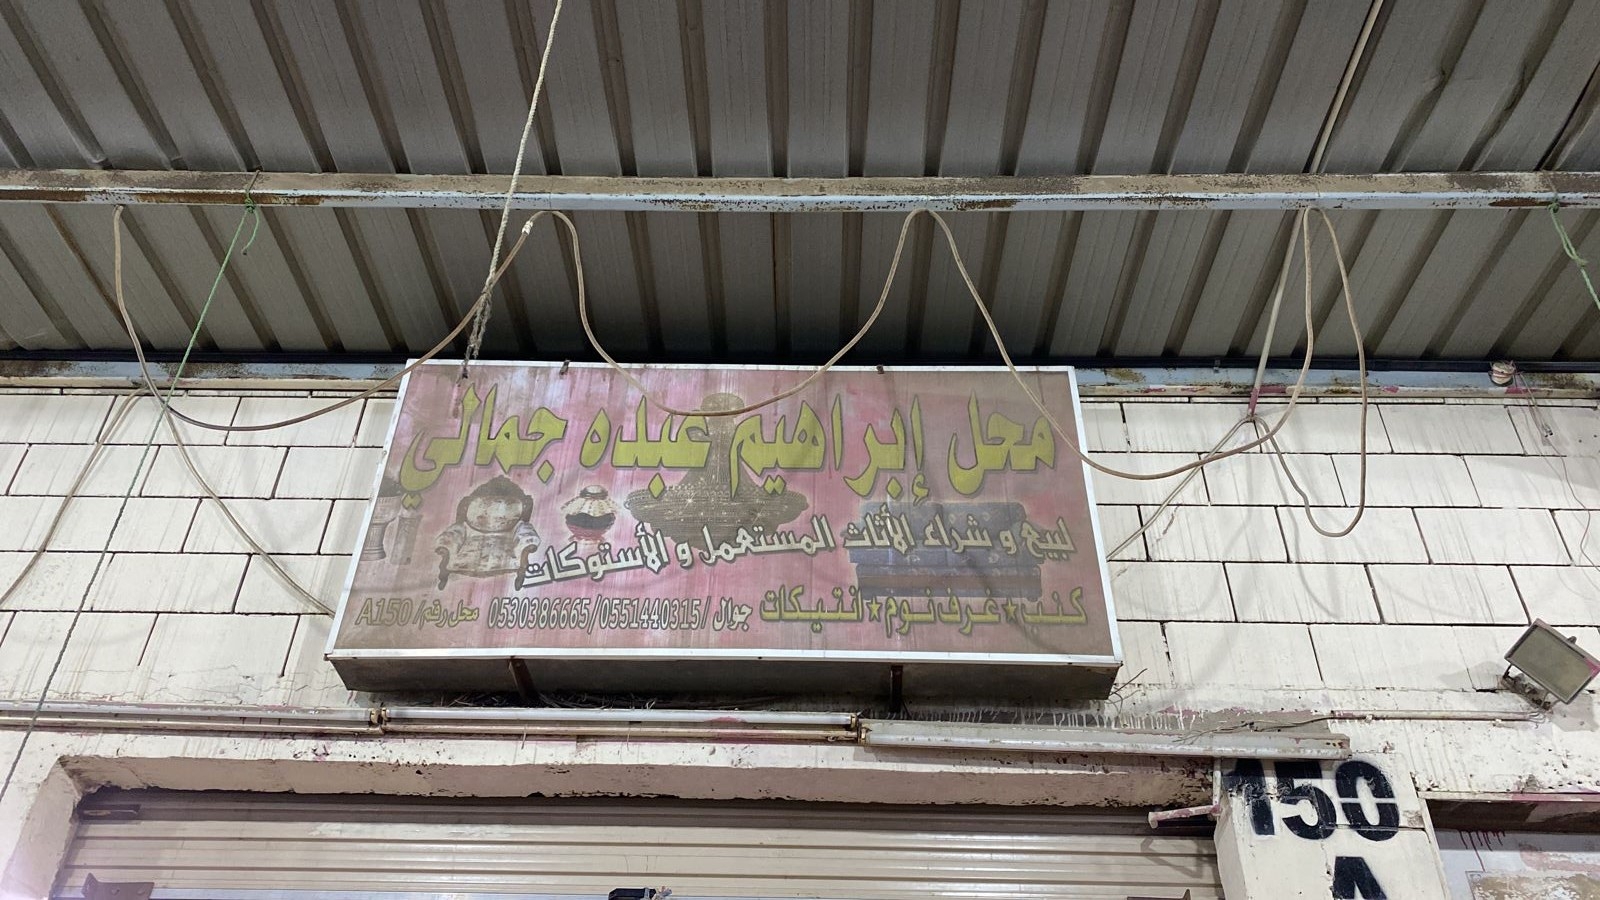 محل إبراهيم عبده جمالي
لبيع و شراء الأثاث المستعمل و الأستوكات
كنب ★ غرف نوم ★ انتيكات جوال / 0551440315 / 0530386665 محل رقم / A150
150
A